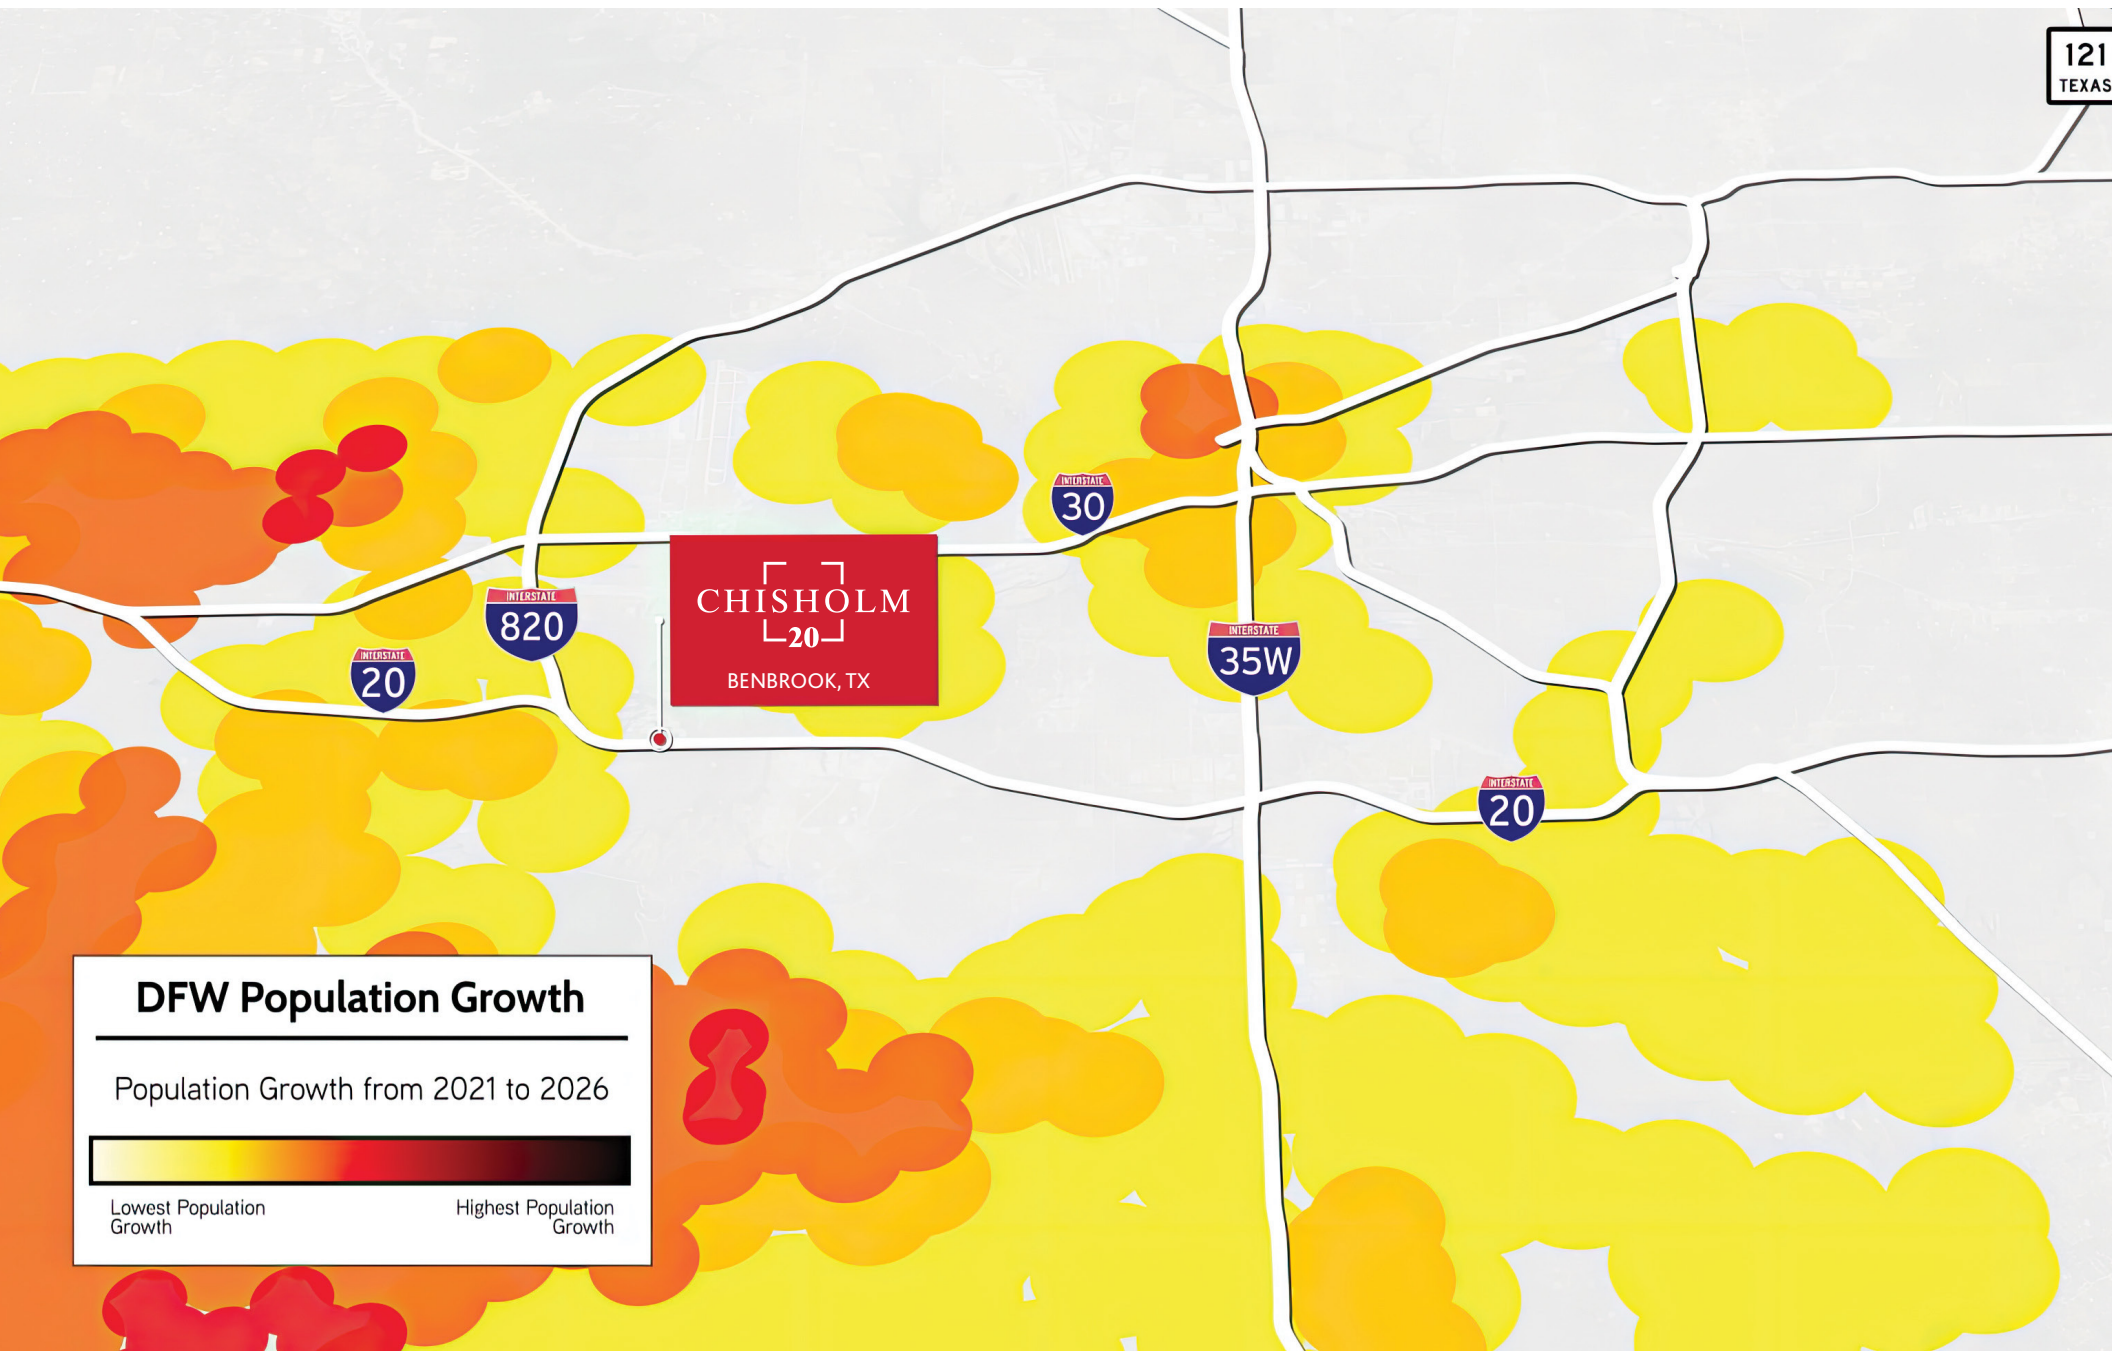 121
TEXAS
INTERSTATE
30
CHISHOLM
20
BENBROOK, TX
INTERSTATE
820
INTERSTATE
20
INTERSTATE
35W
INTERSTATE
20
DFW Population Growth
Population Growth from 2021 to 2026
Lowest Population
Growth
Highest Population
Growth